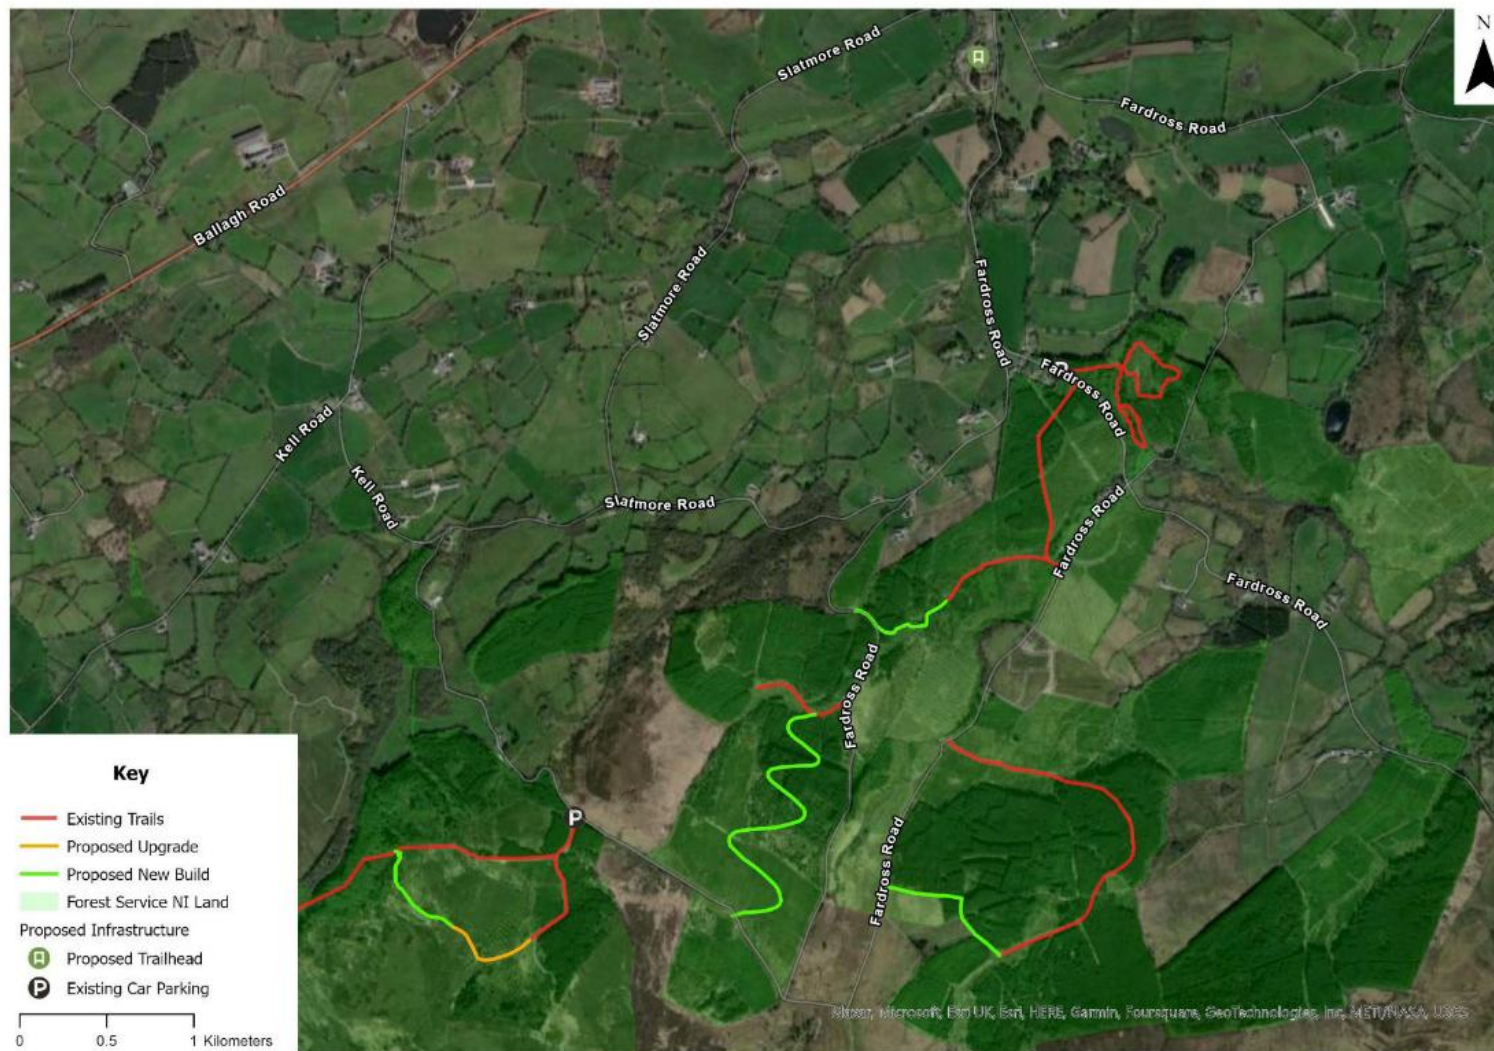 N
Slatmore Road
Fardross Road
Ballagh Road
Slatmore Road
Fardross Road
Fardross Road
Kell Road
Kell Road
Slatmore Road
Fardross Road
Fardross Road
Fardross Road
Fardross Road
P
Key
Existing Trails
Proposed Upgrade
Proposed New Build
Forest Service NI Land
Proposed Infrastructure
Proposed Trailhead
P Existing Car Parking
0 0.5 1 Kilometers
Maxar, Microsoft, Esri UK, Esri, HERE, Garmin, Foursquare, GeoTechnologies, Inc, METI/NASA, USGS